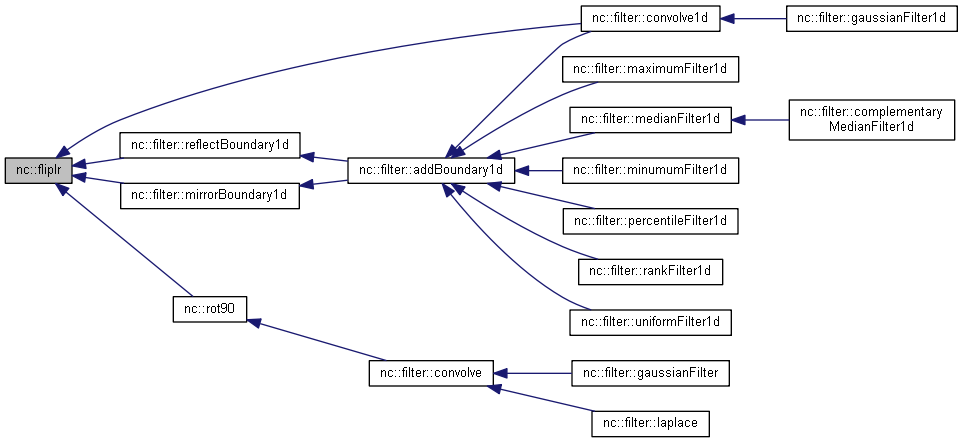 nc::filter::convolve1d
nc::filter::gaussianFilter1d
nc::filter::maximumFilter1d
nc::filter::medianFilter1d
nc::filter::complementary
MedianFilter1d
nc::filter::reflectBoundary1d
nc::fliplr
nc::filter::addBoundary1d
nc::filter::minumumFilter1d
nc::filter::mirrorBoundary1d
nc::filter::percentileFilter1d
nc::filter::rankFilter1d
nc::rot90
nc::filter::uniformFilter1d
nc::filter::convolve
nc::filter::gaussianFilter
nc::filter::laplace